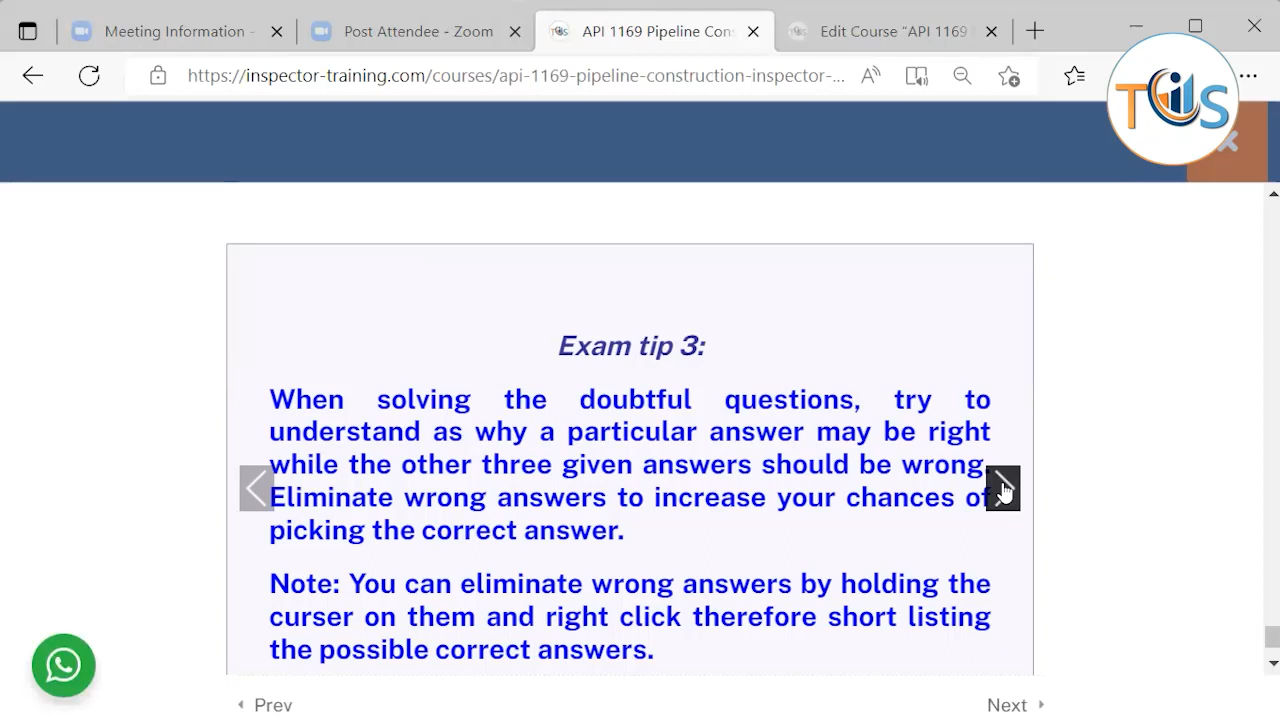 Meeting Information -
Post Attendee - Zoom
API 1169 Pipeline Con
Edit Course "API 1169
https://inspector-training.com/courses/api-1169-pipeline-construction-inspector-...
TIS
Exam tip 3:
When solving the doubtful questions, try to
understand as why a particular answer may be right
while the other three given answers should be wrong.
Eliminate wrong answers to increase your chances of
picking the correct answer.
Note: You can eliminate wrong answers by holding the
curser on them and right click therefore short listing
the possible correct answers.
Prev
Next